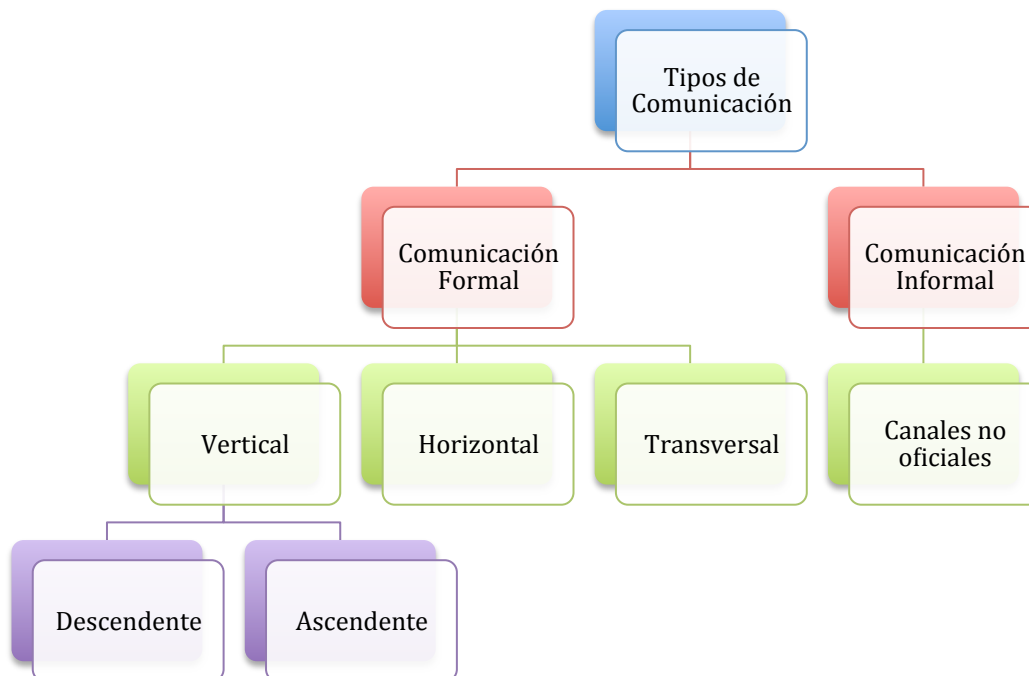 Tipos de
Comunicación
Comunicación
Formal
Comunicación
Informal
Vertical
Horizontal
Transversal
Canales no
oficiales
Descendente
Ascendente